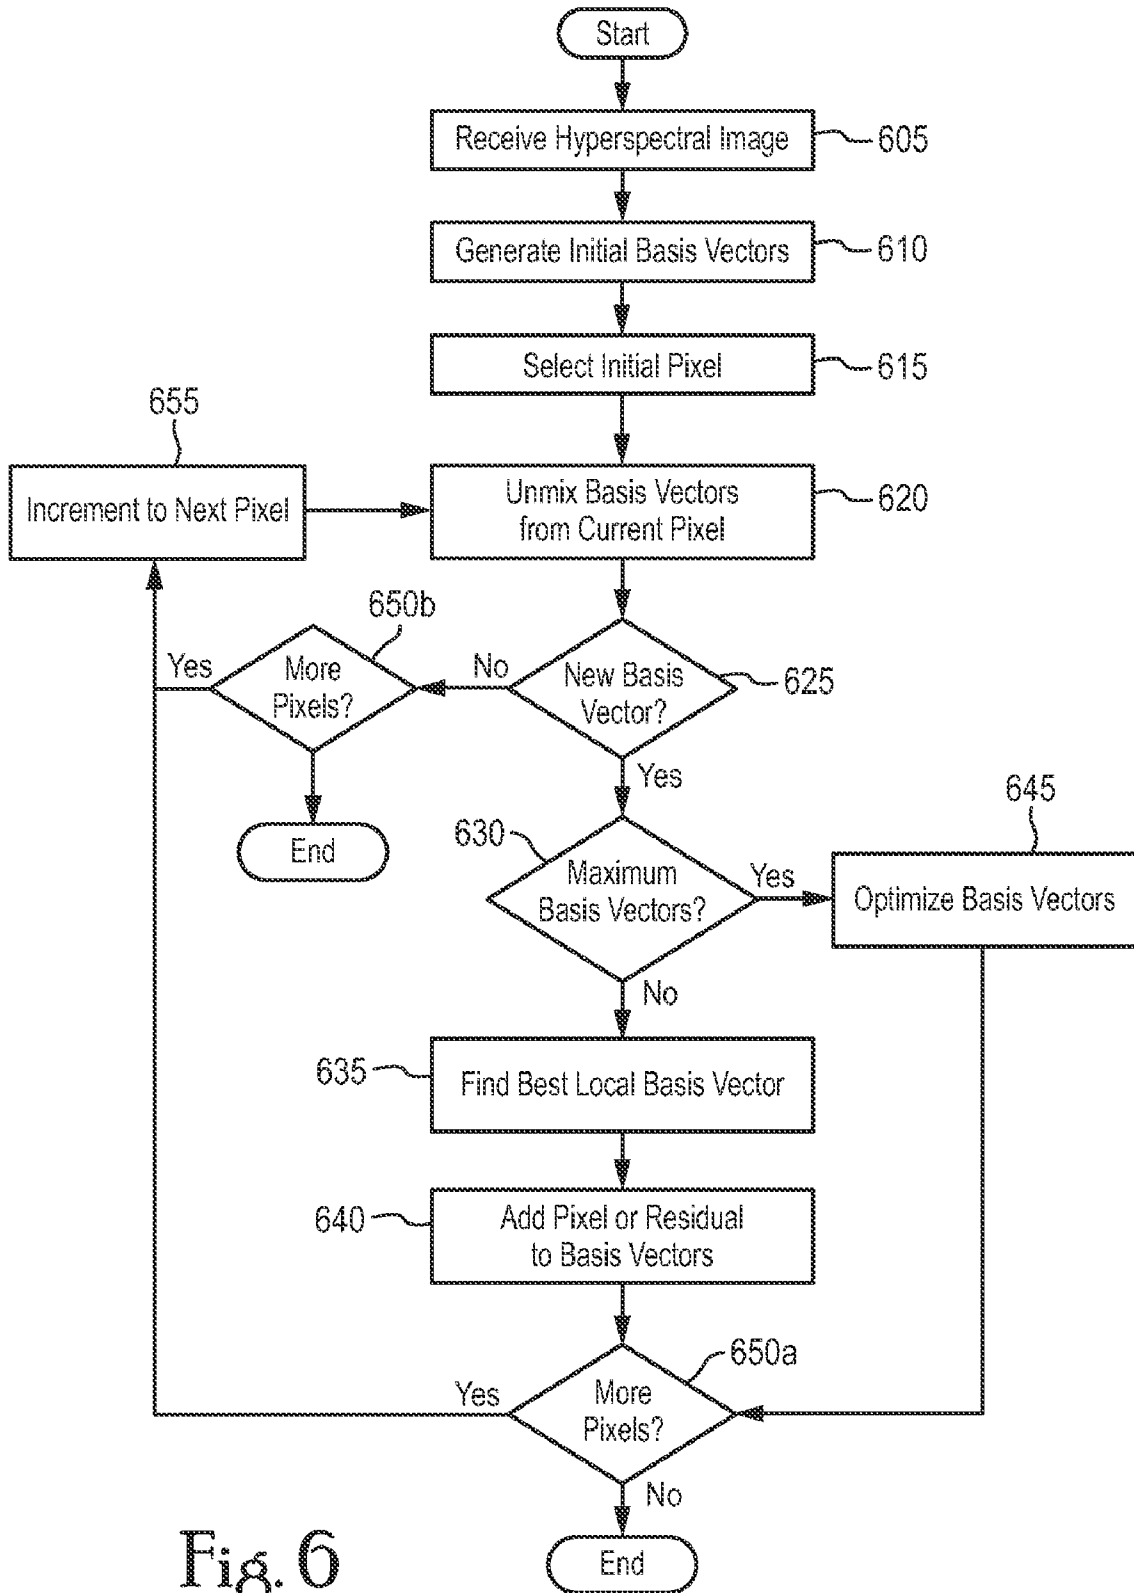 Start
Receive Hyperspectral Image
605
Generate Initial Basis Vectors
610
Select Initial Pixel
615
655
Increment to Next Pixel
Unmix Basis Vectors
from Current Pixel
620
650b
Yes
More
Pixels?
No
New Basis
Vector?
625
Yes
End
630
Maximum
Basis Vectors?
Yes
645
Optimize Basis Vectors
No
635
Find Best Local Basis Vector
640
Add Pixel or Residual
to Basis Vectors
650a
Yes
More
Pixels?
No
End
Fig. 6